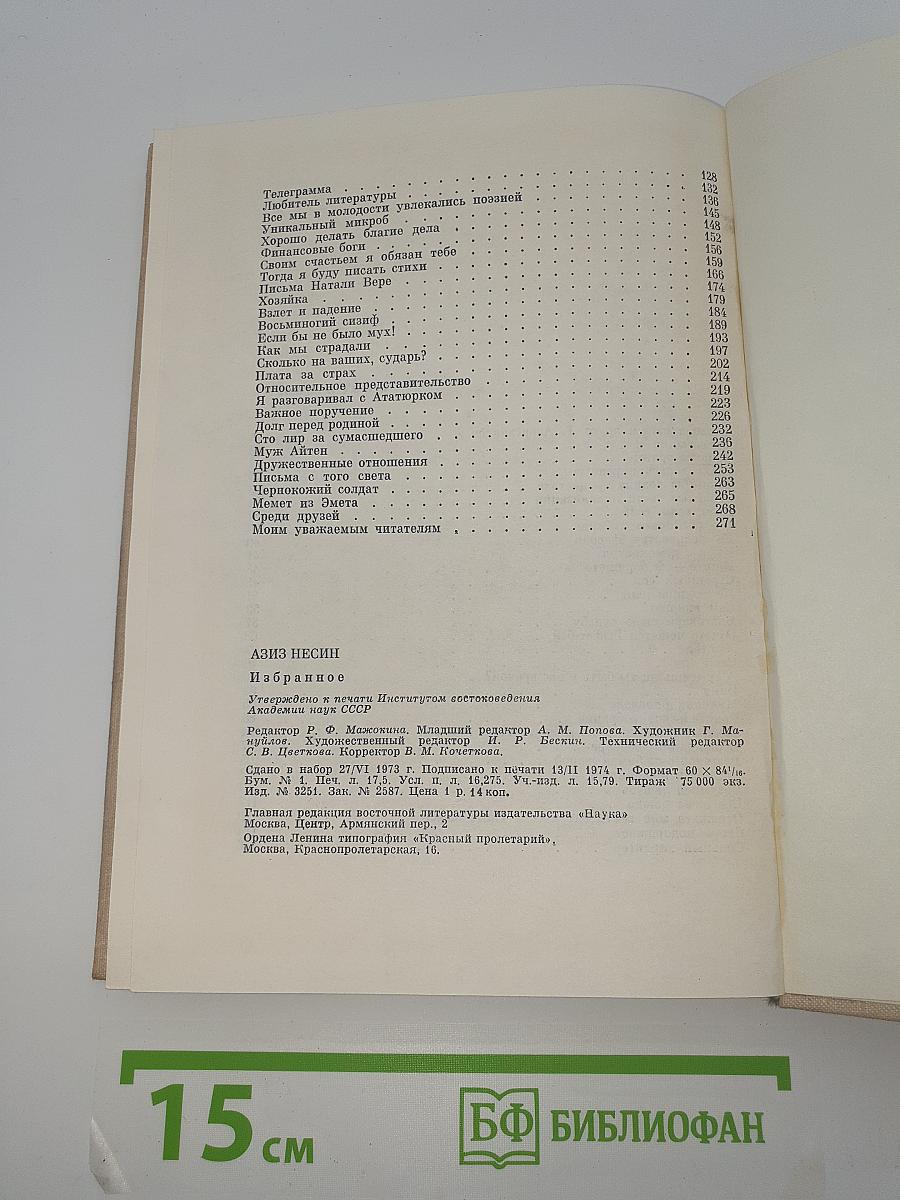 Телеграмма . . . . . . . . . . . . . . . . . 128
Любитель литературы . . . . . . . . . . . . . . 132
Все мы в молодости увлекались поэзией . . . . . . . . 136
Уникальный микроб . . . . . . . . . . . . . . . 145
Хорошо делать благие дела . . . . . . . . . . . . 148
Финансовые боги . . . . . . . . . . . . . . . . 152
Своим счастьем я обязан тебе . . . . . . . . . . . 156
Тогда я буду писать стихи . . . . . . . . . . . . 159
Письма Натали Вере . . . . . . . . . . . . . . 166
Хозяйка . . . . . . . . . . . . . . . . . . 174
Взлет и падение . . . . . . . . . . . . . . . . 179
Восьминогий сизиф . . . . . . . . . . . . . . . 184
Если бы не было мух! . . . . . . . . . . . . . . 189
Как мы страдали . . . . . . . . . . . . . . . . 193
Сколько на ваших, сударь? . . . . . . . . . . . . 197
Плата за страх . . . . . . . . . . . . . . . . 202
Относительное представительство . . . . . . . . . . 214
Я разговаривал с Ататюрком . . . . . . . . . . . . 219
Важное поручение . . . . . . . . . . . . . . . 223
Долг перед родиной . . . . . . . . . . . . . . . 226
Сто лир за сумасшедшего . . . . . . . . . . . . . 232
Муж Айтен . . . . . . . . . . . . . . . . . 236
Дружественные отношения . . . . . . . . . . . . . 242
Письма с того света . . . . . . . . . . . . . . 253
Чернокожий солдат . . . . . . . . . . . . . . . 263
Мемет из Эмета . . . . . . . . . . . . . . . . 265
Среди друзей . . . . . . . . . . . . . . . . 268
Моим уважаемым читателям . . . . . . . . . . . . 271
АЗИЗ НЕСИН
Избранное
Утверждено к печати Институтом востоковедения
Академии наук СССР
Редактор Р. Ф. Мажокина. Младший редактор А. М. Попова. Художник Г. Ма-
нуйлов. Художественный редактор И. Р. Бескин. Технический редактор
С. В. Цветкова. Корректор В. М. Кочеткова.
Сдано в набор 27/VI 1973 г. Подписано к печати 13/II 1974 г. Формат 60 × 84 1/16.
Бум. № 1. Печ. л. 17,5. Усл. п. л. 16,275. Уч.-изд. л. 15,79. Тираж 75 000 экз.
Изд. № 3251. Зак. № 2587. Цена 1 р. 14 коп.
Главная редакция восточной литературы издательства «Наука»
Москва, Центр, Армянский пер., 2
Ордена Ленина типография «Красный пролетарий»,
Москва, Краснопролетарская, 16.
15 см
БФ БИБЛИОФАН